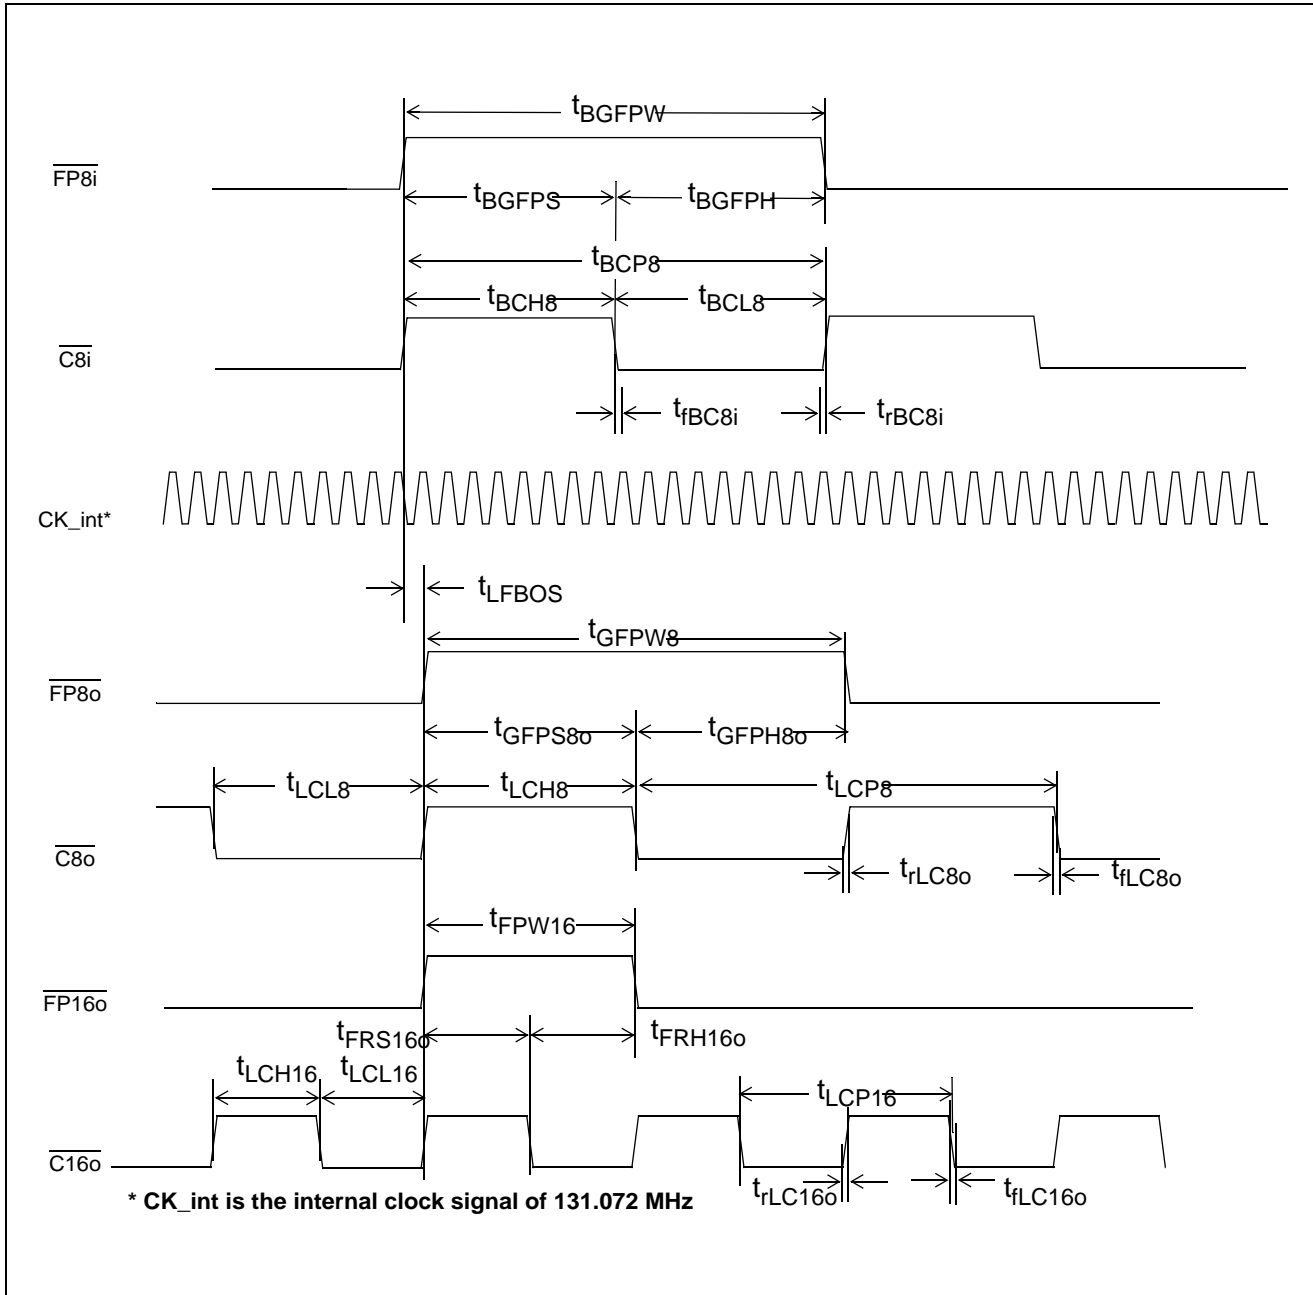 tBGFPW
FP8i
tBGFPS
tBGFPH
tBCP8
tBCH8
tBCL8
C8i
tfBC8i
trBC8i
CK_int*
tLFBOS
tGFPW8
FP8o
tGFPS8o
tGFPH8o
tLCL8
tLCH8
tLCP8
C8o
trLC8o
tfLC8o
tFPW16
FP16o
tFRS16o
tFRH16o
tLCH16
tLCL16
tLCP16
C16o
trLC16o
tfLC16o
* CK_int is the internal clock signal of 131.072 MHz